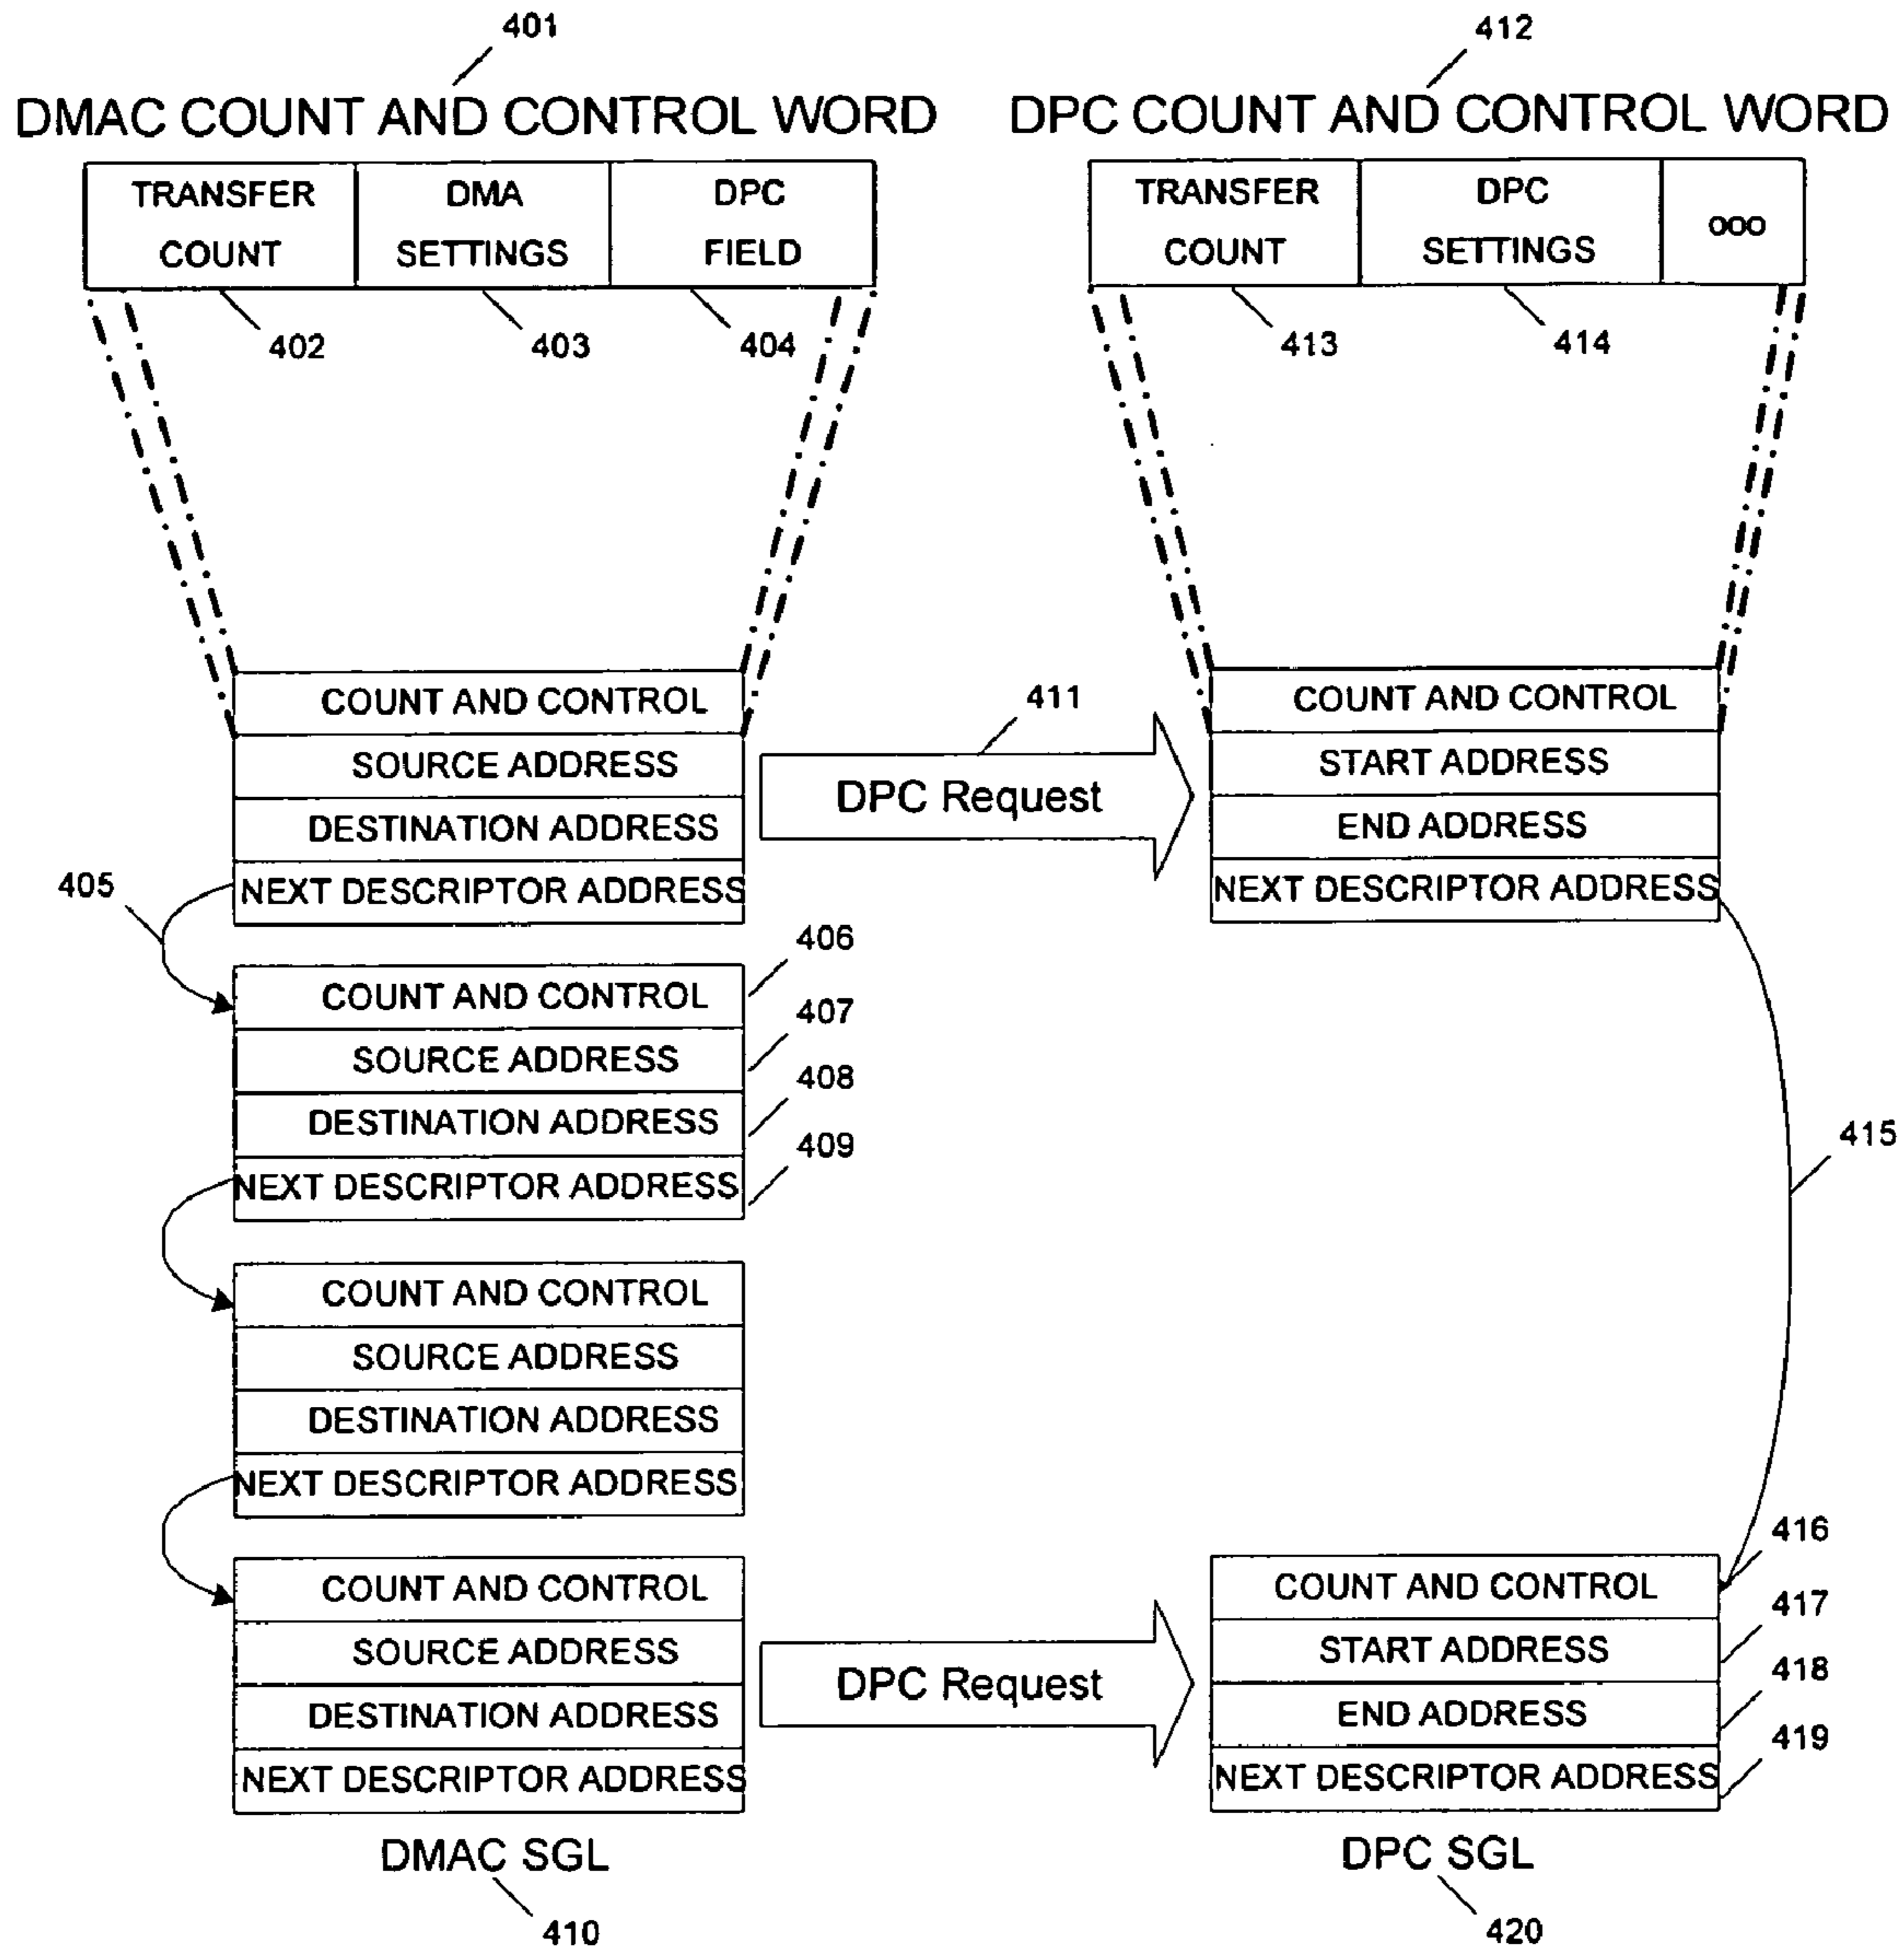 401
412
DMAC COUNT AND CONTROL WORD
DPC COUNT AND CONTROL WORD
TRANSFER COUNT
DMA SETTINGS
DPC FIELD
TRANSFER COUNT
DPC SETTINGS
ooo
402
403
404
413
414
COUNT AND CONTROL
SOURCE ADDRESS
DESTINATION ADDRESS
NEXT DESCRIPTOR ADDRESS
411
DPC Request
COUNT AND CONTROL
START ADDRESS
END ADDRESS
NEXT DESCRIPTOR ADDRESS
405
406
COUNT AND CONTROL
407
SOURCE ADDRESS
408
DESTINATION ADDRESS
409
NEXT DESCRIPTOR ADDRESS
415
COUNT AND CONTROL
SOURCE ADDRESS
DESTINATION ADDRESS
NEXT DESCRIPTOR ADDRESS
COUNT AND CONTROL
SOURCE ADDRESS
DESTINATION ADDRESS
NEXT DESCRIPTOR ADDRESS
DPC Request
416
COUNT AND CONTROL
417
START ADDRESS
418
END ADDRESS
419
NEXT DESCRIPTOR ADDRESS
DMAC SGL
410
DPC SGL
420